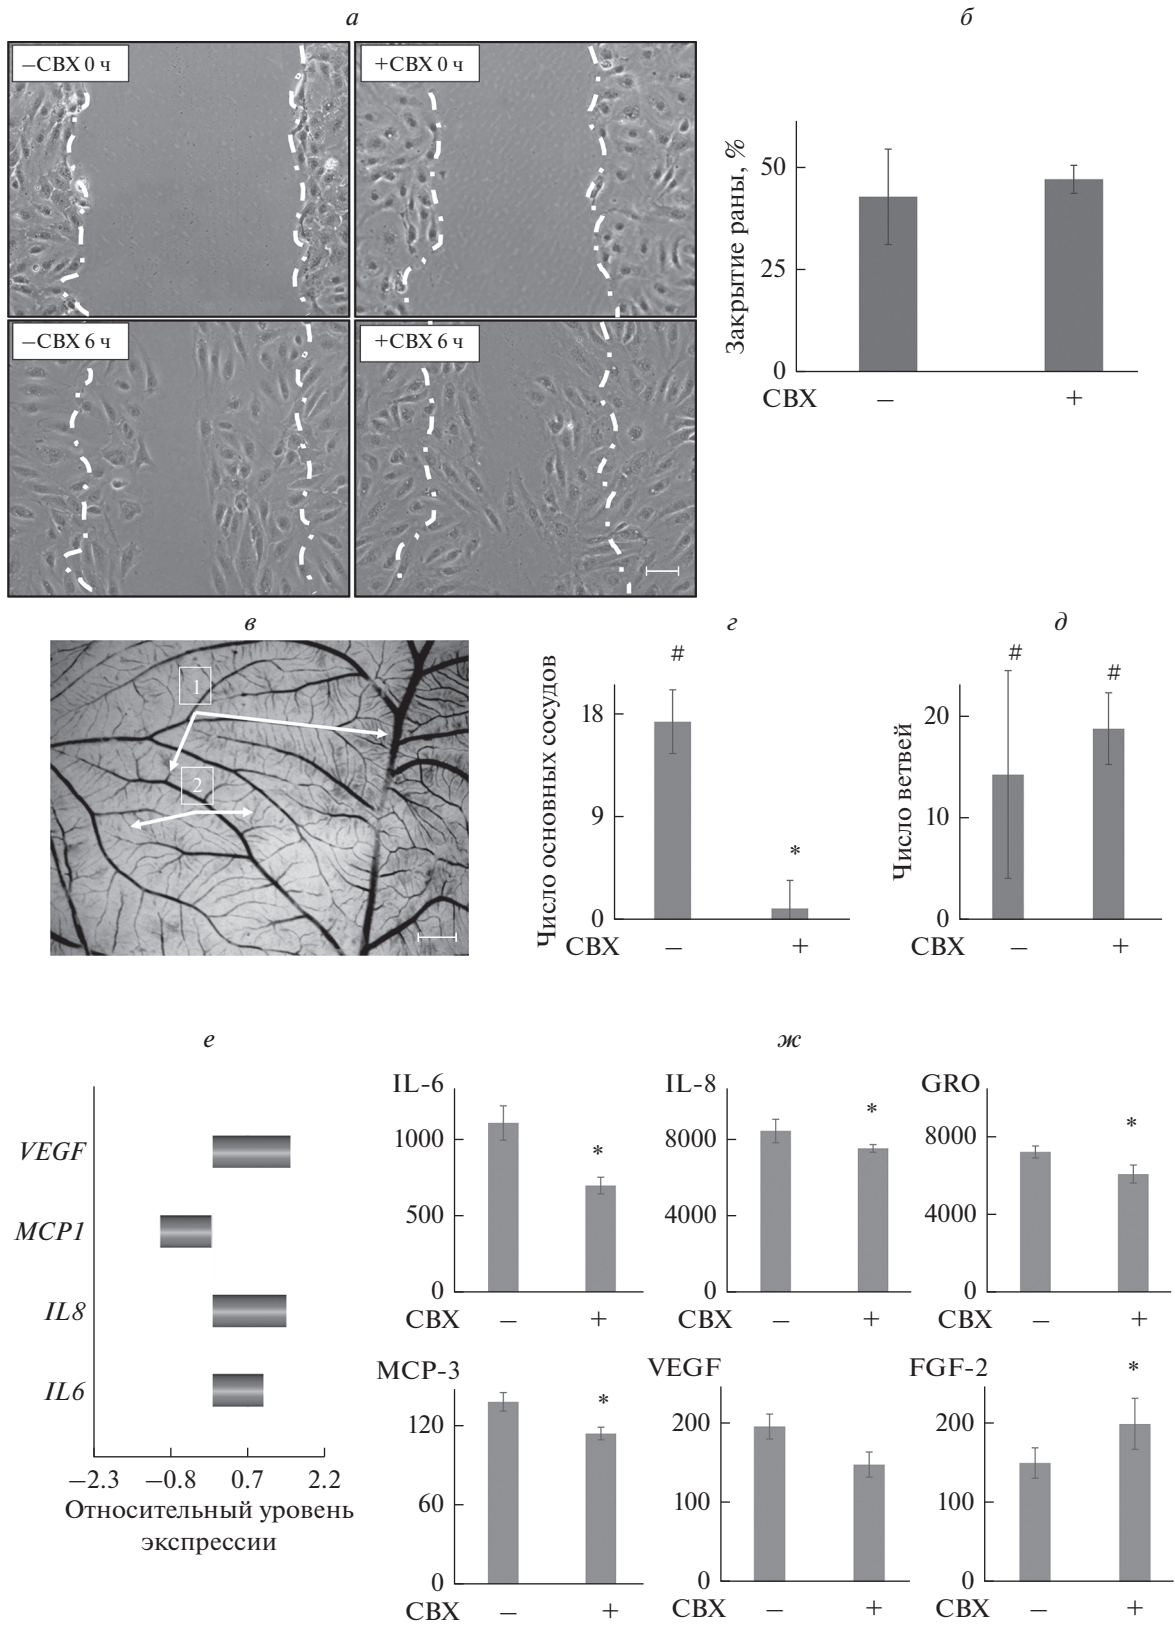 а
–CBX 0 ч
+CBX 0 ч
–CBX 6 ч
+CBX 6 ч
б
Закрытие раны, %
50
25
0
CBX – +
в
1
2
г
Число основных сосудов
#
18
9
*
0
CBX – +
д
Число ветвей
#
#
20
10
0
CBX – +
е
VEGF
MCP1
IL8
IL6
–2.3 –0.8 0.7 2.2
Относительный уровень
экспрессии
ж
IL-6
1000
*
500
0
CBX – +
IL-8
*
8000
4000
0
CBX – +
GRO
*
8000
4000
0
CBX – +
MCP-3
*
120
60
0
CBX – +
VEGF
200
100
0
CBX – +
FGF-2
*
200
100
0
CBX – +